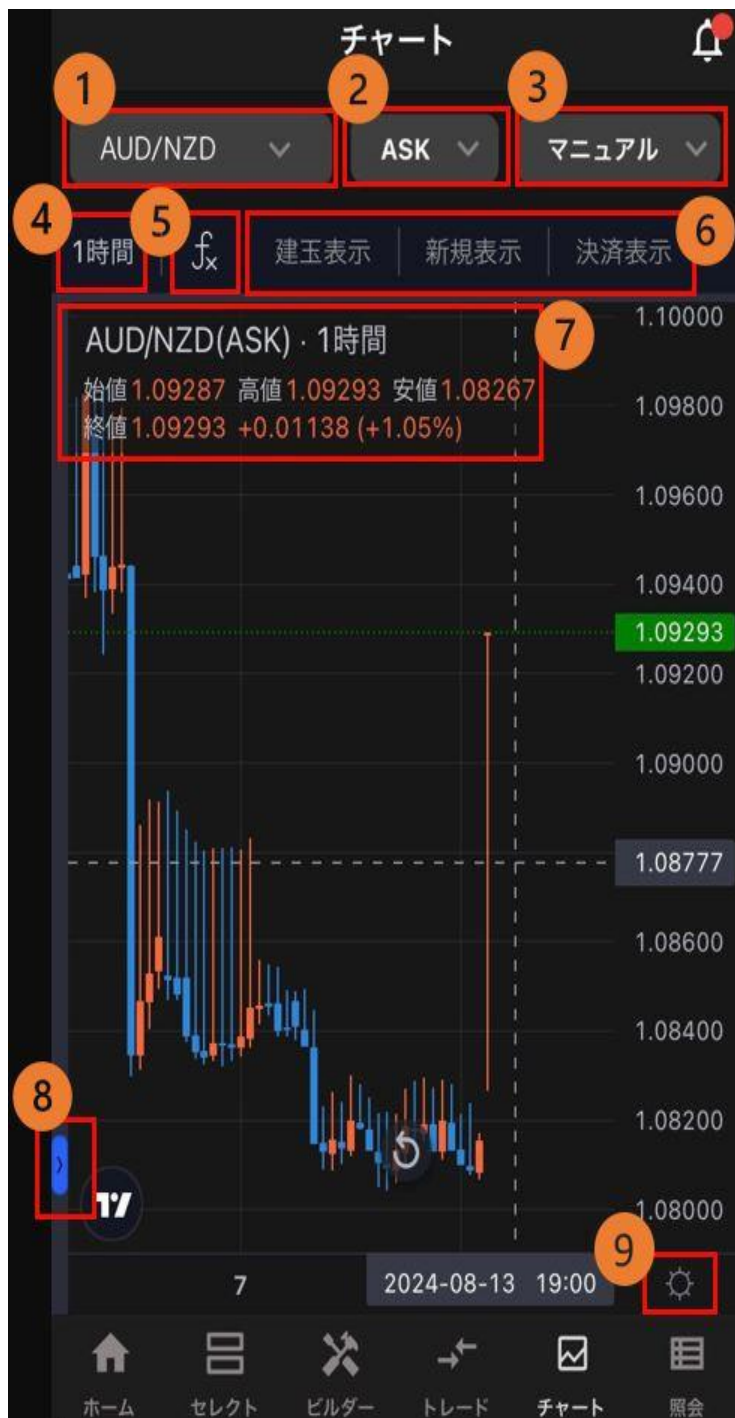 チャート
1
2
3
AUD/NZD
ASK
マニュアル
4
5
6
1時間
fx
建玉表示
新規表示
決済表示
7
AUD/NZD(ASK) · 1時間
始値1.09287 高値1.09293 安値1.08267
終値1.09293 +0.01138 (+1.05%)
1.10000
1.09800
1.09600
1.09400
1.09293
1.09200
1.09000
1.08777
1.08600
1.08400
1.08200
1.08000
8
9
7
2024-08-13 19:00
ホーム
セレクト
ビルダー
トレード
チャート
照会